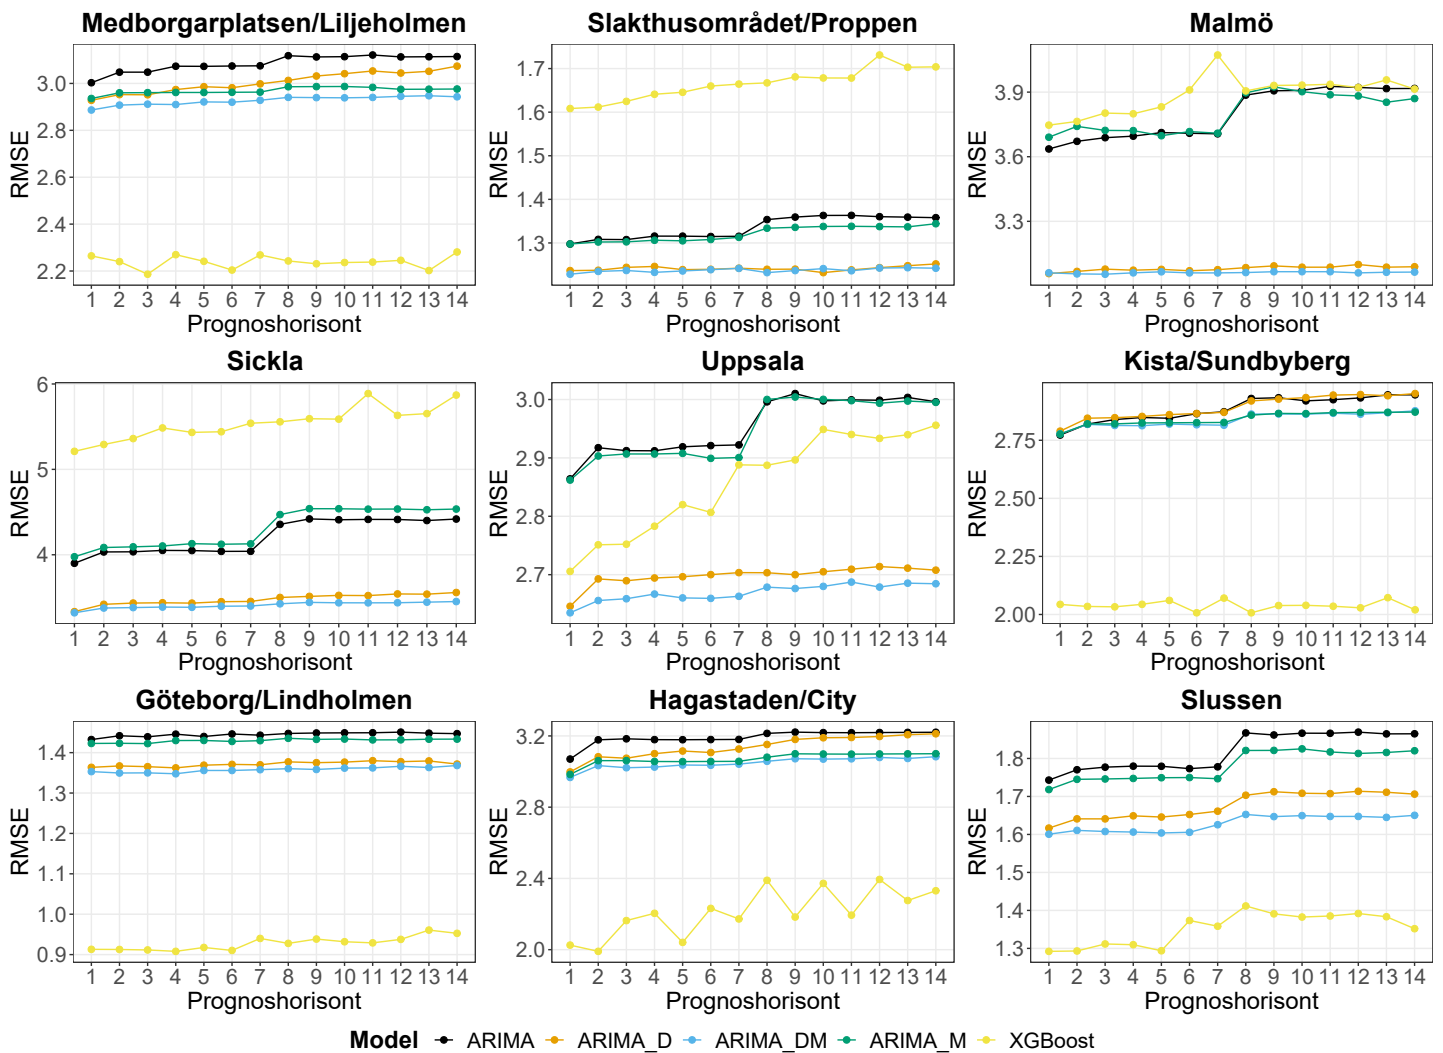 Medborgarplatsen/Liljeholmen
RMSE
3.0
2.8
2.6
2.4
2.2
1 2 3 4 5 6 7 8 9 10 11 12 13 14
Prognoshorisont
Slakthusområdet/Proppen
RMSE
1.7
1.6
1.5
1.4
1.3
1 2 3 4 5 6 7 8 9 10 11 12 13 14
Prognoshorisont
Malmö
RMSE
3.9
3.6
3.3
1 2 3 4 5 6 7 8 9 10 11 12 13 14
Prognoshorisont
Sickla
RMSE
6
5
4
1 2 3 4 5 6 7 8 9 10 11 12 13 14
Prognoshorisont
Uppsala
RMSE
3.0
2.9
2.8
2.7
1 2 3 4 5 6 7 8 9 10 11 12 13 14
Prognoshorisont
Kista/Sundbyberg
RMSE
2.75
2.50
2.25
2.00
1 2 3 4 5 6 7 8 9 10 11 12 13 14
Prognoshorisont
Göteborg/Lindholmen
RMSE
1.4
1.3
1.2
1.1
1.0
0.9
1 2 3 4 5 6 7 8 9 10 11 12 13 14
Prognoshorisont
Hagastaden/City
RMSE
3.2
2.8
2.4
2.0
1 2 3 4 5 6 7 8 9 10 11 12 13 14
Prognoshorisont
Slussen
RMSE
1.8
1.7
1.6
1.5
1.4
1.3
1 2 3 4 5 6 7 8 9 10 11 12 13 14
Prognoshorisont
Model ARIMA ARIMA_D ARIMA_DM ARIMA_M XGBoost